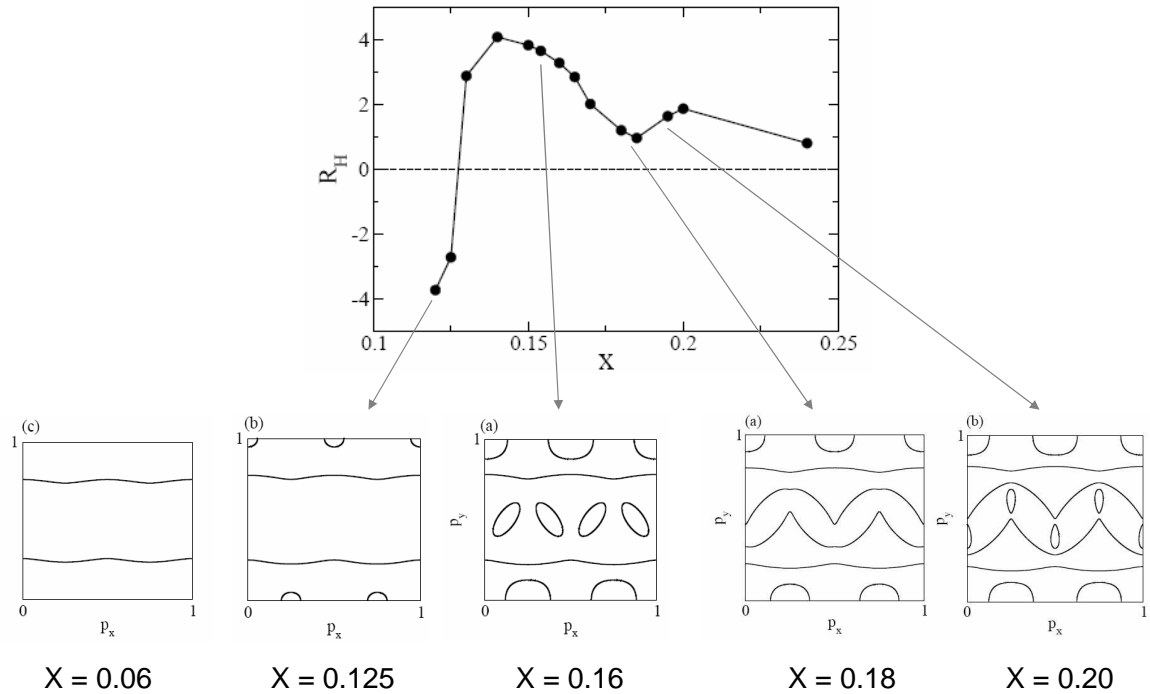 4
2
0
-2
-4
R_H
0.1 0.15 0.2 0.25
X
(c) (b) (a) (a) (b)
1 1 1 1 1
p_y p_y p_y
0 1 0 1 0 1 0 1 0 1
p_x p_x p_x p_x p_x
X = 0.06 X = 0.125 X = 0.16 X = 0.18 X = 0.20